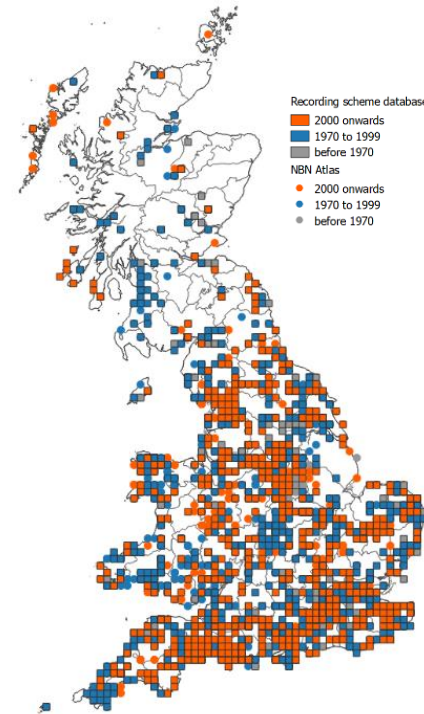 Recording scheme database
2000 onwards
1970 to 1999
before 1970
NBN Atlas
2000 onwards
1970 to 1999
before 1970